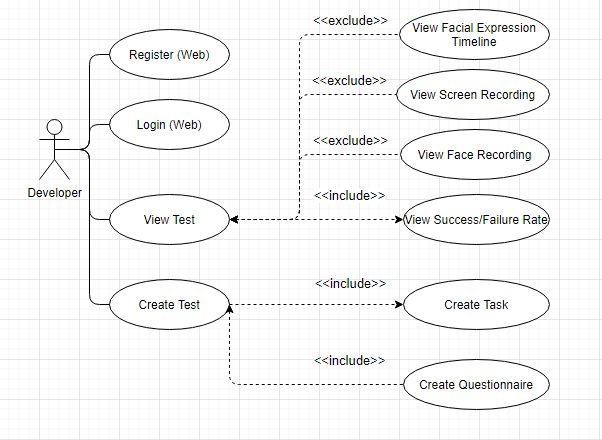 <<exclude>>
View Facial Expression
Timeline
Register (Web)
<<exclude>>
View Screen Recording
Login (Web)
<<exclude>>
View Face Recording
Developer
<<include>>
View Test
View Success/Failure Rate
<<include>>
Create Test
Create Task
<<include>>
Create Questionnaire